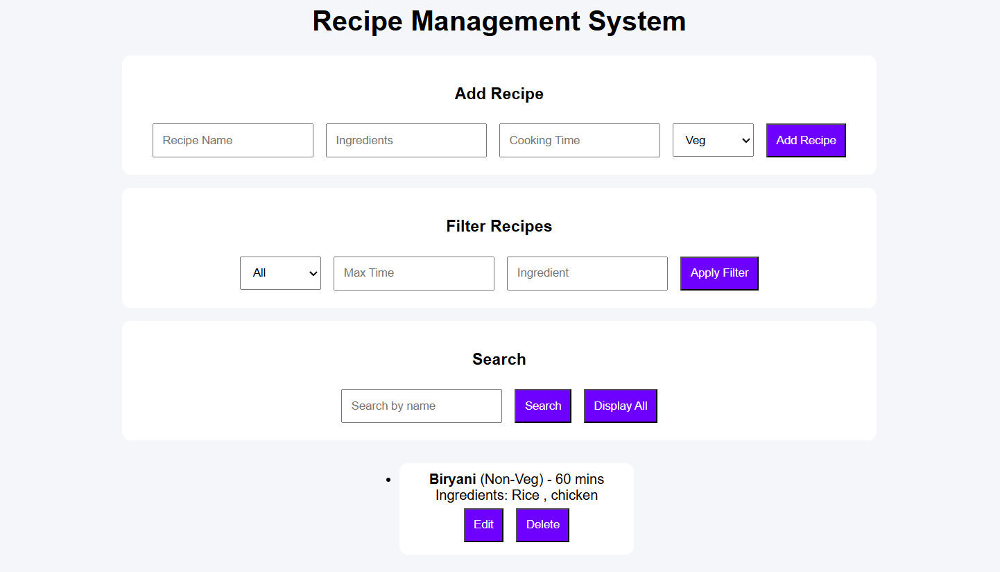 Recipe Management System
Add Recipe
Recipe Name Ingredients Cooking Time Veg Add Recipe
Filter Recipes
All Max Time Ingredient Apply Filter
Search
Search by name Search Display All
Biryani (Non-Veg) - 60 mins
Ingredients: Rice , chicken
Edit Delete